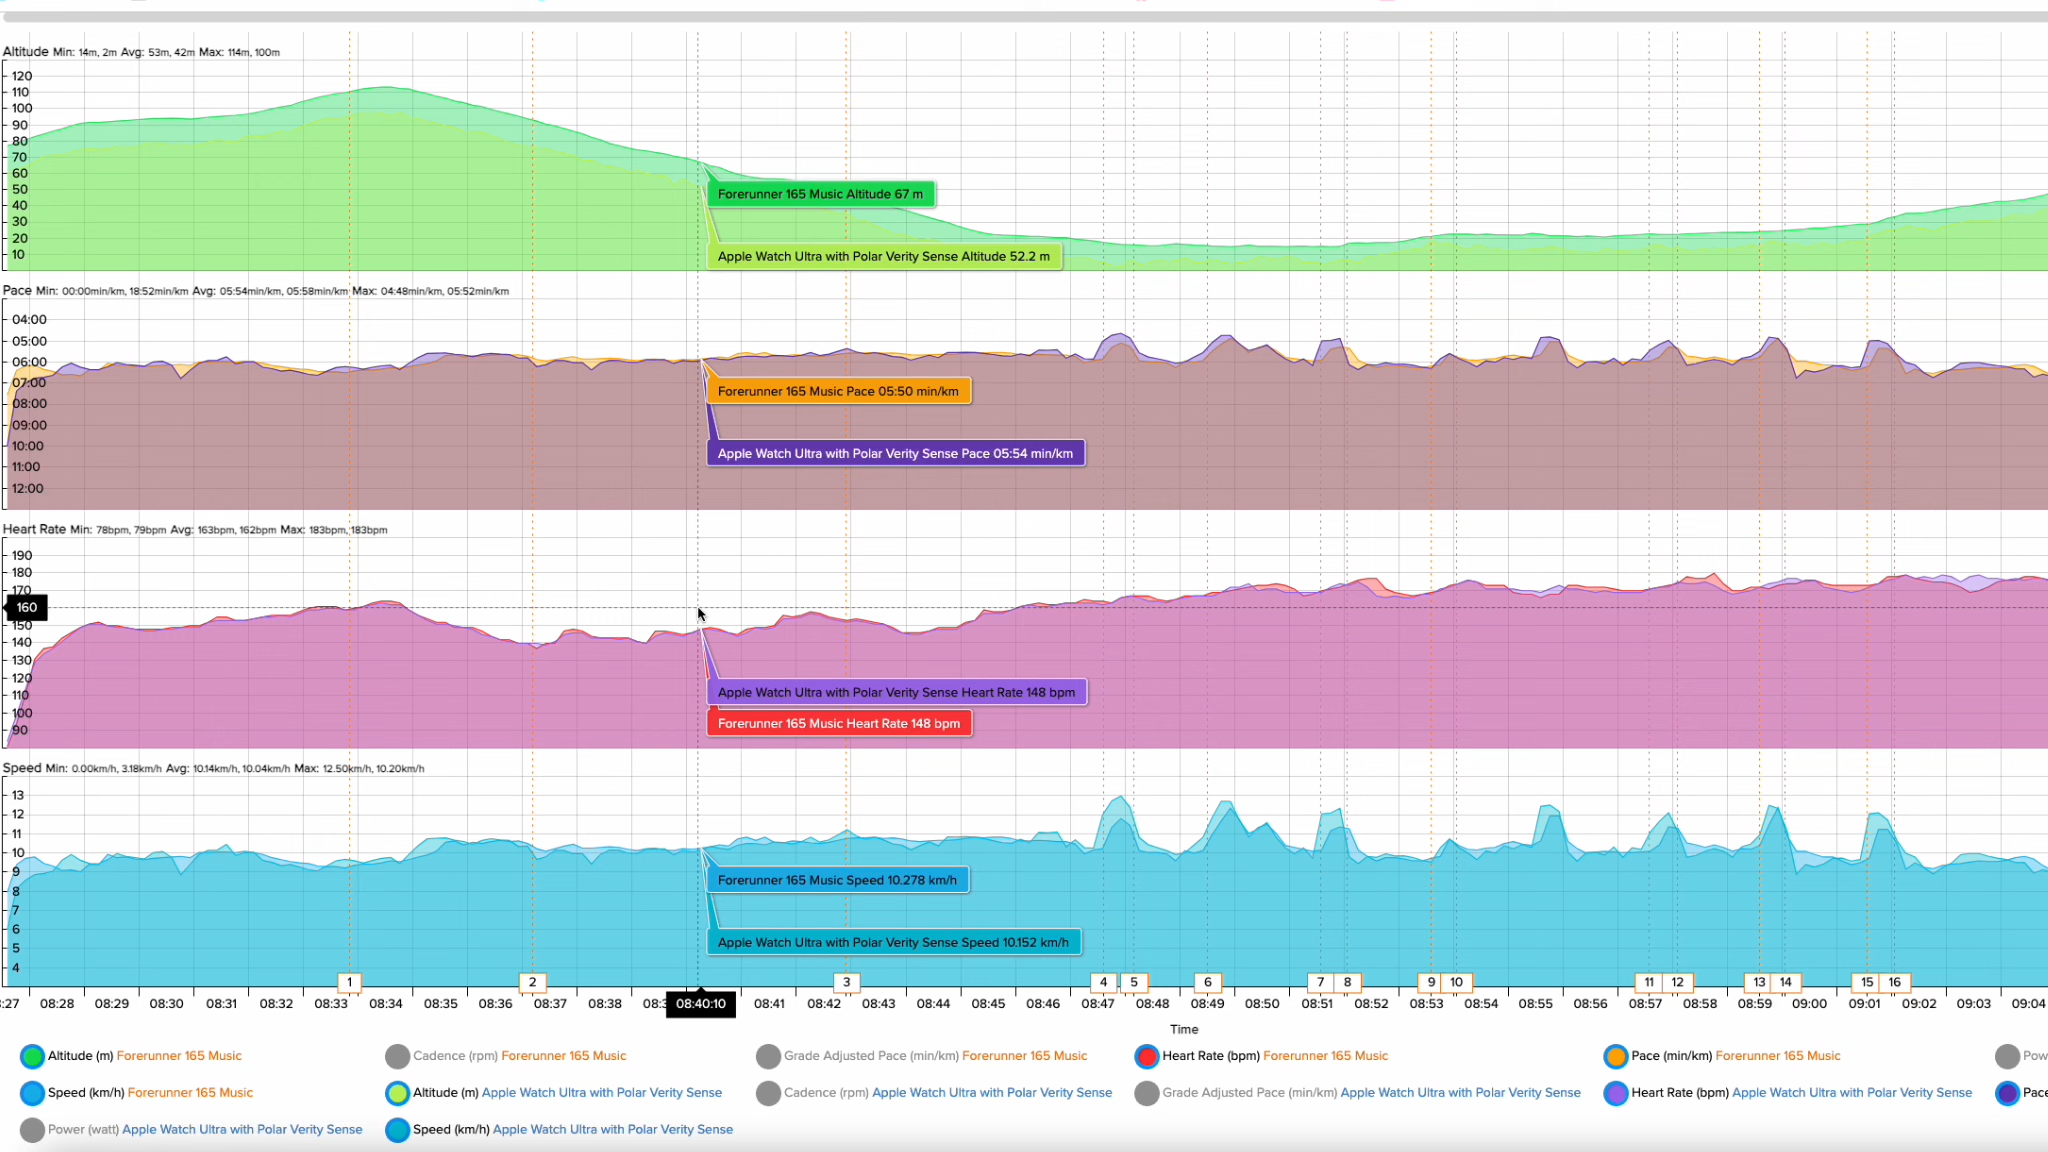 Altitude Min: 14m, 2m Avg: 53m, 42m Max: 114m, 100m
120
110
100
90
80
70
60
50
40
30
20
10
Forerunner 165 Music Altitude 67 m
Apple Watch Ultra with Polar Verity Sense Altitude 52.2 m
Pace Min: 00:00min/km, 18:52min/km Avg: 05:54min/km, 05:58min/km Max: 04:48min/km, 05:52min/km
04:00
05:00
06:00
07:00
08:00
09:00
10:00
11:00
12:00
Forerunner 165 Music Pace 05:50 min/km
Apple Watch Ultra with Polar Verity Sense Pace 05:54 min/km
Heart Rate Min: 78bpm, 79bpm Avg: 163bpm, 162bpm Max: 183bpm, 183bpm
190
180
170
160
150
140
130
120
110
100
90
Apple Watch Ultra with Polar Verity Sense Heart Rate 148 bpm
Forerunner 165 Music Heart Rate 148 bpm
Speed Min: 0.00km/h, 3.18km/h Avg: 10.14km/h, 10.04km/h Max: 12.50km/h, 10.20km/h
13
12
11
10
9
8
7
6
5
4
Forerunner 165 Music Speed 10.278 km/h
Apple Watch Ultra with Polar Verity Sense Speed 10.152 km/h
1 2 3 4 5 6 7 8 9 10 11 12 13 14 15 16
:27 08:28 08:29 08:30 08:31 08:32 08:33 08:34 08:35 08:36 08:37 08:38 08:3 08:40:10 08:41 08:42 08:43 08:44 08:45 08:46 08:47 08:48 08:49 08:50 08:51 08:52 08:53 08:54 08:55 08:56 08:57 08:58 08:59 09:00 09:01 09:02 09:03 09:04
Time
Altitude (m) Forerunner 165 Music Cadence (rpm) Forerunner 165 Music Grade Adjusted Pace (min/km) Forerunner 165 Music Heart Rate (bpm) Forerunner 165 Music Pace (min/km) Forerunner 165 Music Pow
Speed (km/h) Forerunner 165 Music Altitude (m) Apple Watch Ultra with Polar Verity Sense Cadence (rpm) Apple Watch Ultra with Polar Verity Sense Grade Adjusted Pace (min/km) Apple Watch Ultra with Polar Verity Sense Heart Rate (bpm) Apple Watch Ultra with Polar Verity Sense Pace
Power (watt) Apple Watch Ultra with Polar Verity Sense Speed (km/h) Apple Watch Ultra with Polar Verity Sense